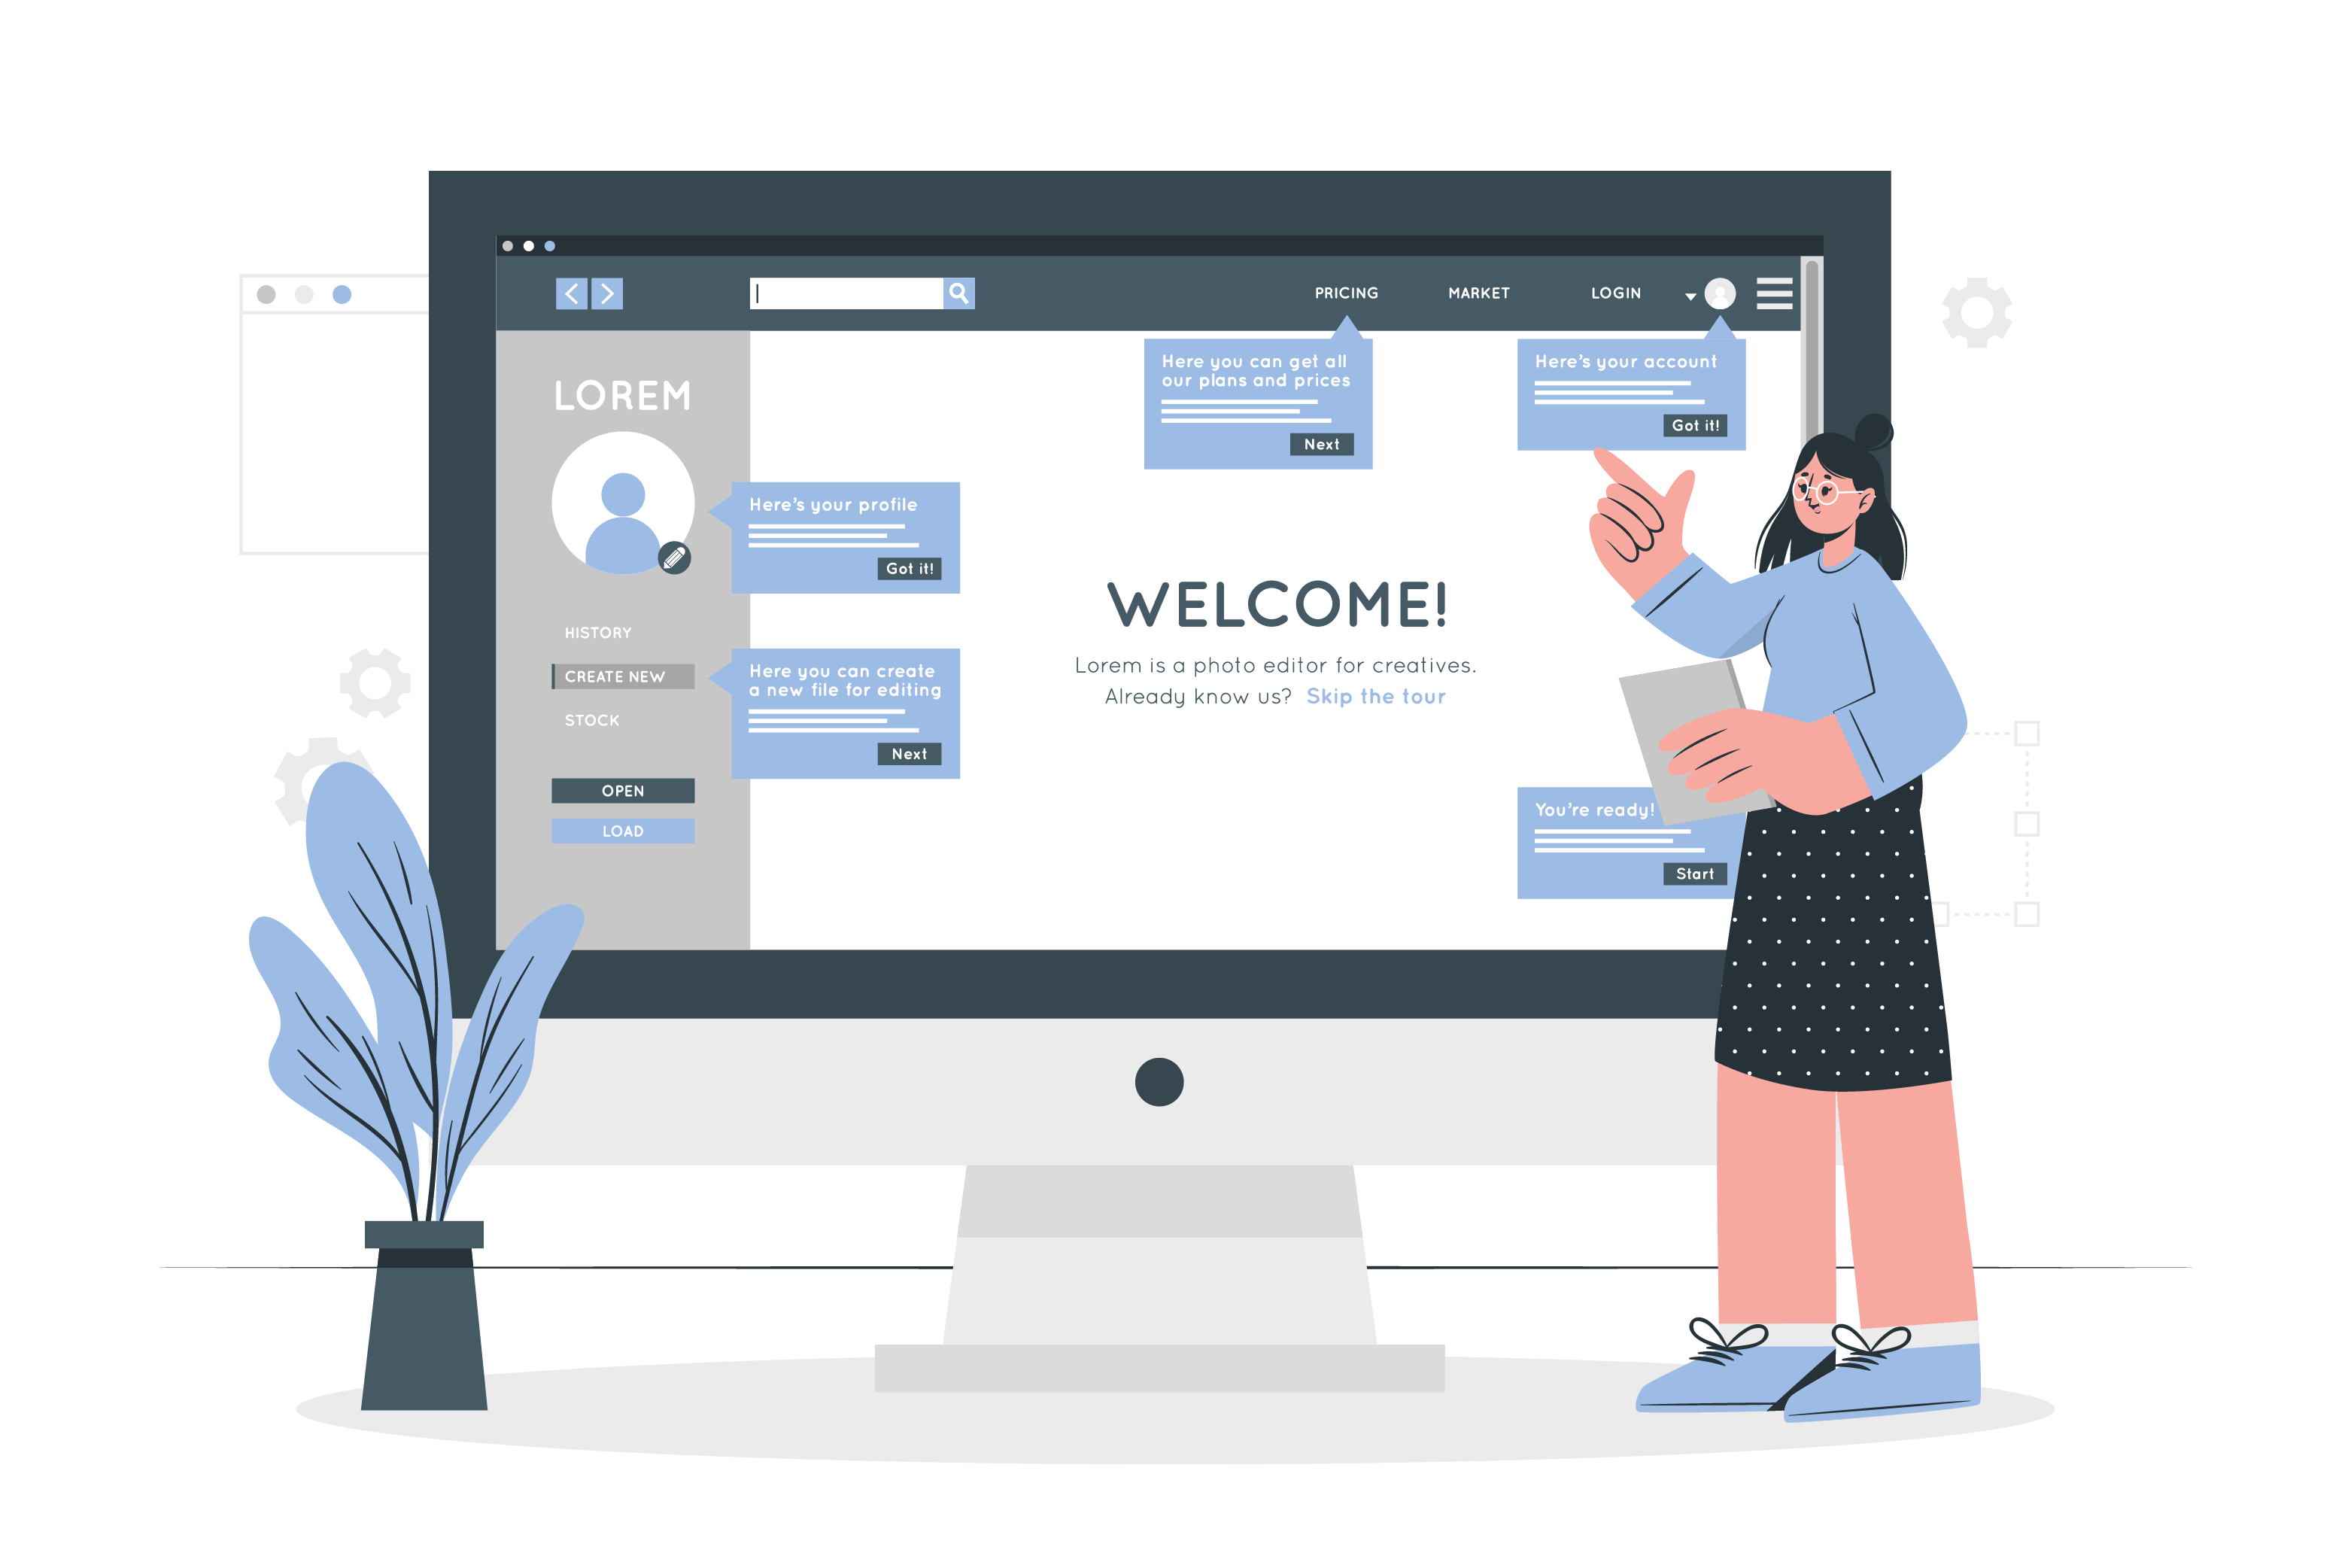 PRICING
MARKET
LOGIN
LOREM
Here you can get all
our plans and prices
Next
Here's your account
Got it!
Here's your profile
Got it!
WELCOME!
Lorem is a photo editor for creatives.
Already know us? Skip the tour
HISTORY
CREATE NEW
STOCK
Here you can create
a new file for editing
Next
OPEN
LOAD
You're ready!
Start